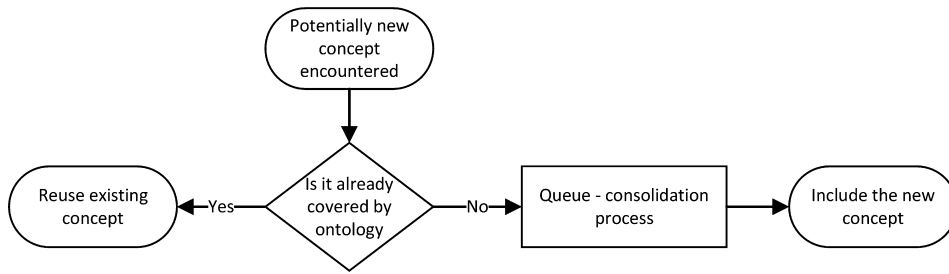 Potentially new
concept
encountered
Is it already
covered by
ontology
Yes
Reuse existing
concept
No
Queue - consolidation
process
Include the new
concept